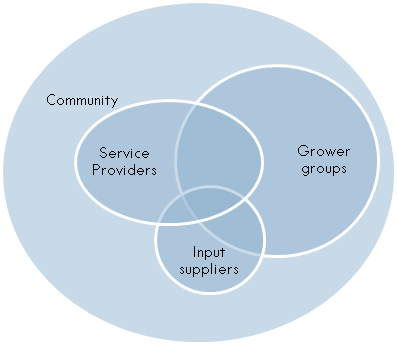 Community
Service
Providers
Grower
groups
Input
suppliers